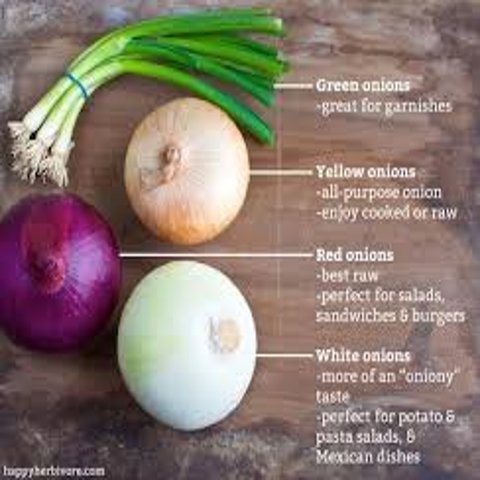 Green onions
-great for garnishes
Yellow onions
-all-purpose onion
-enjoy cooked or raw
Red onions
-best raw
-perfect for salads,
sandwiches & burgers
White onions
-more of an "oniony"
taste
-perfect for potato &
pasta salads, &
Mexican dishes
happyherbivore.com